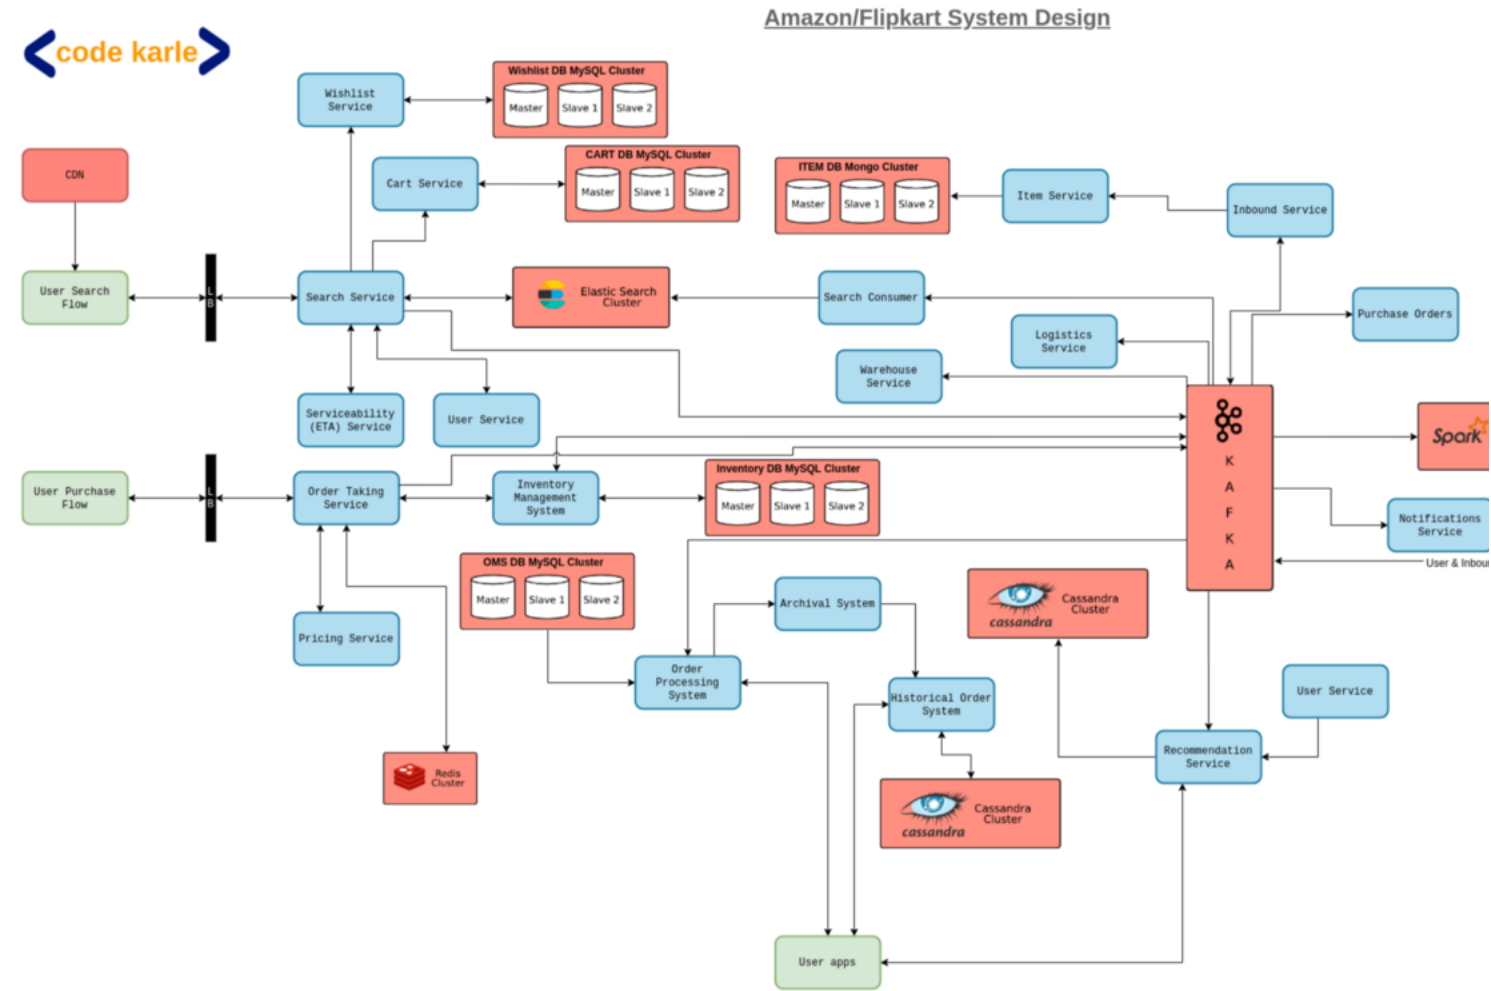 Amazon/Flipkart System Design
<code karle>
Wishlist DB MySQL Cluster
Master
Slave 1
Slave 2
Wishlist
Service
CART DB MySQL Cluster
Master
Slave 1
Slave 2
Cart Service
CDN
ITEM DB Mongo Cluster
Master
Slave 1
Slave 2
Item Service
Inbound Service
User Search
Flow
L
B
Search Service
Elastic Search
Cluster
Search Consumer
Purchase Orders
Logistics
Service
Warehouse
Service
Serviceability
(ETA) Service
User Service
K
A
F
K
A
Spark
User Purchase
Flow
L
B
Order Taking
Service
Inventory
Management
System
Inventory DB MySQL Cluster
Master
Slave 1
Slave 2
Notifications
Service
User & Inbou
OMS DB MySQL Cluster
Master
Slave 1
Slave 2
Archival System
cassandra
Cassandra
Cluster
Pricing Service
Order
Processing
System
Historical Order
System
User Service
Recommendation
Service
Redis
Cluster
cassandra
Cassandra
Cluster
User apps